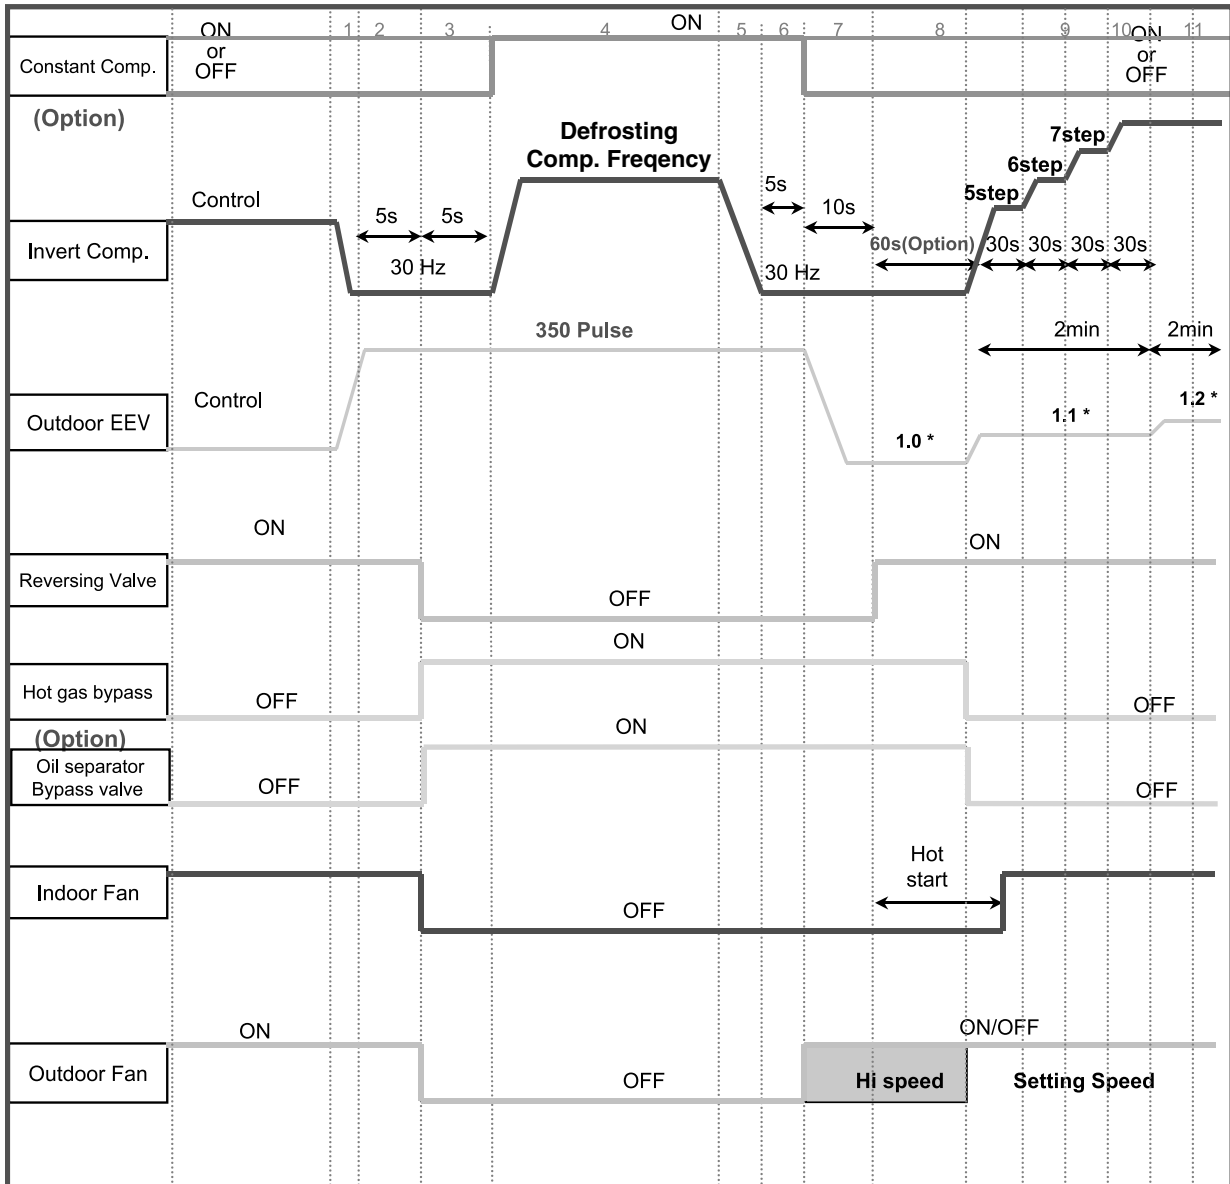 ON
or
OFF
1 2 3 4 5 6 7 8 9 10 11
ON
ON
or
OFF
Constant Comp.
(Option)
Defrosting
Comp. Freqency
7step
6step
5step
Control
5s
5s
5s
10s
60s(Option)
30s
30s
30s
30s
Invert Comp.
30 Hz
30 Hz
350 Pulse
2min
2min
Control
Outdoor EEV
1.0 *
1.1 *
1.2 *
ON
ON
Reversing Valve
OFF
ON
Hot gas bypass
OFF
OFF
(Option)
ON
Oil separator
Bypass valve
OFF
OFF
Hot
start
Indoor Fan
OFF
ON
ON/OFF
Outdoor Fan
OFF
Hi speed
Setting Speed